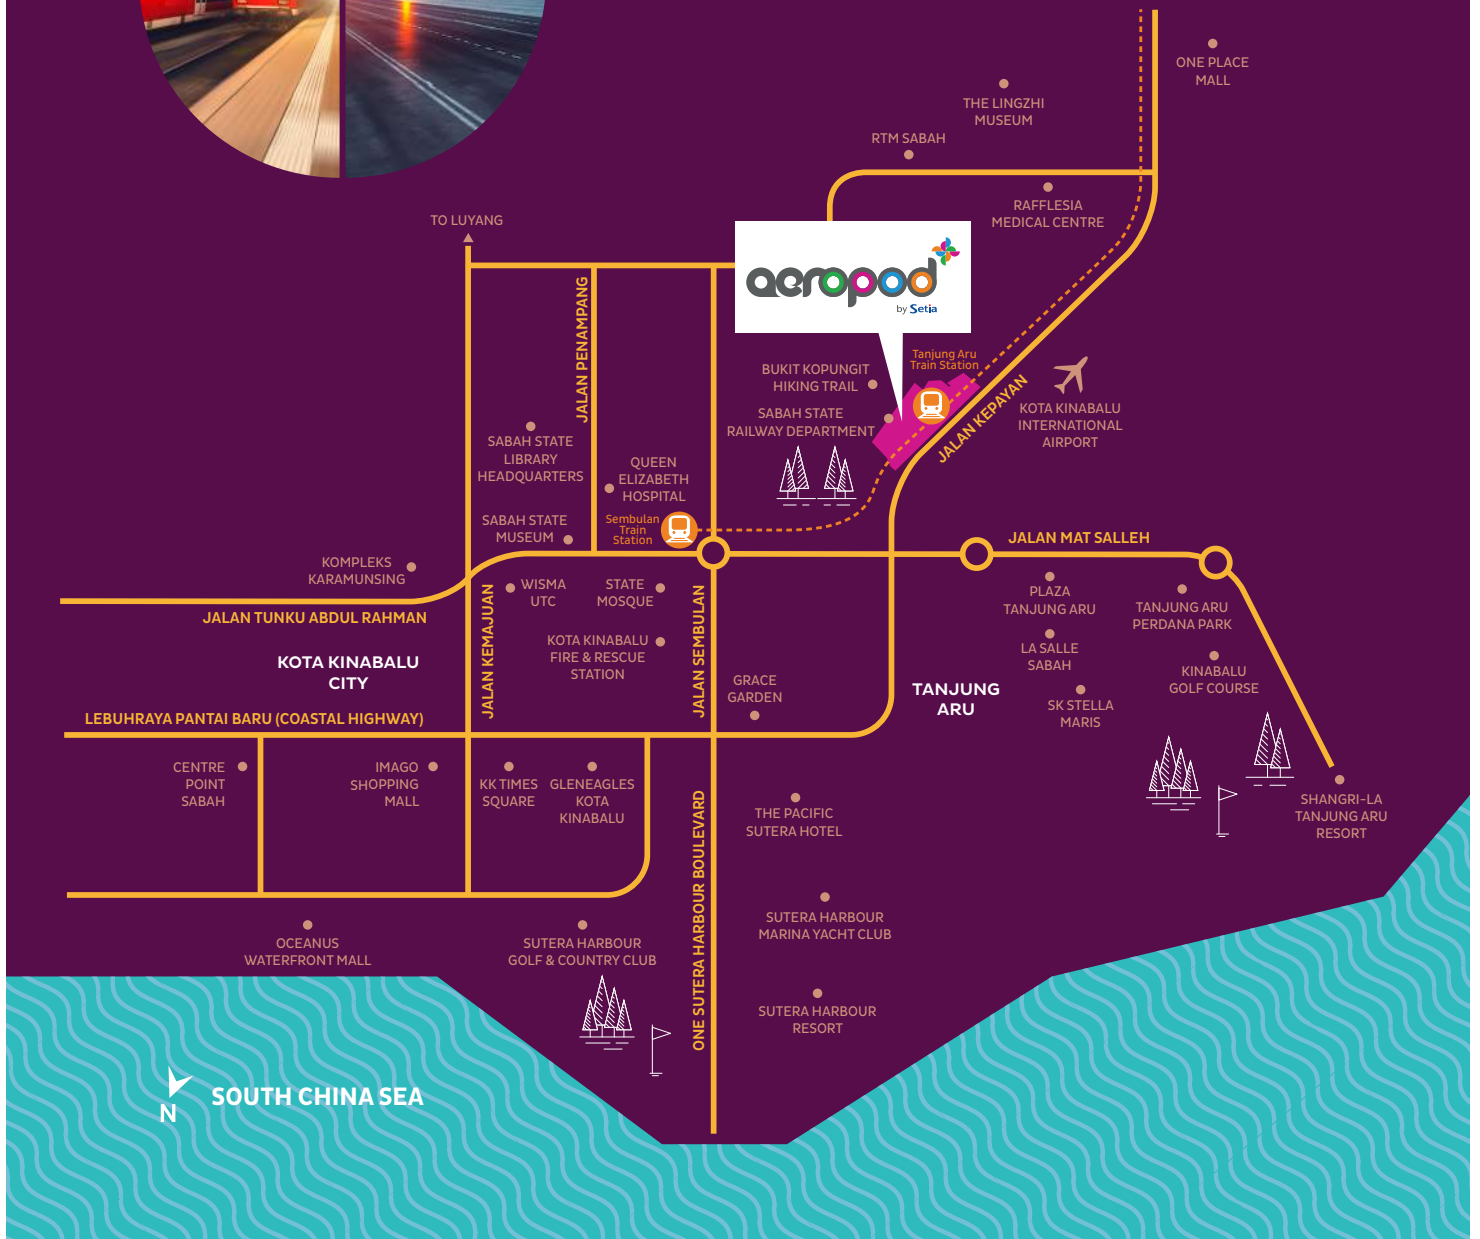 ONE PLACE
MALL
THE LINGZHI
MUSEUM
RTM SABAH
RAFFLESIA
MEDICAL CENTRE
TO LUYANG
aeropod
by Setia
JALAN PENAMPANG
Tanjung Aru
Train Station
BUKIT KOPUNGIT
HIKING TRAIL
SABAH STATE
RAILWAY DEPARTMENT
JALAN KEPAYAN
KOTA KINABALU
INTERNATIONAL
AIRPORT
SABAH STATE
LIBRARY
HEADQUARTERS
QUEEN
ELIZABETH
HOSPITAL
SABAH STATE
MUSEUM
Sembulan
Train
Station
JALAN MAT SALLEH
KOMPLEKS
KARAMUNSING
WISMA
UTC
STATE
MOSQUE
PLAZA
TANJUNG ARU
TANJUNG ARU
PERDANA PARK
JALAN TUNKU ABDUL RAHMAN
JALAN KEMAJUAN
KOTA KINABALU
FIRE & RESCUE
STATION
JALAN SEMBULAN
LA SALLE
SABAH
KINABALU
GOLF COURSE
KOTA KINABALU
CITY
GRACE
GARDEN
TANJUNG
ARU
SK STELLA
MARIS
LEBUHRAYA PANTAI BARU (COASTAL HIGHWAY)
CENTRE
POINT
SABAH
IMAGO
SHOPPING
MALL
KK TIMES
SQUARE
GLENEAGLES
KOTA
KINABALU
ONE SUTERA HARBOUR BOULEVARD
THE PACIFIC
SUTERA HOTEL
SHANGRI-LA
TANJUNG ARU
RESORT
OCEANUS
WATERFRONT MALL
SUTERA HARBOUR
GOLF & COUNTRY CLUB
SUTERA HARBOUR
MARINA YACHT CLUB
SUTERA HARBOUR
RESORT
N
SOUTH CHINA SEA